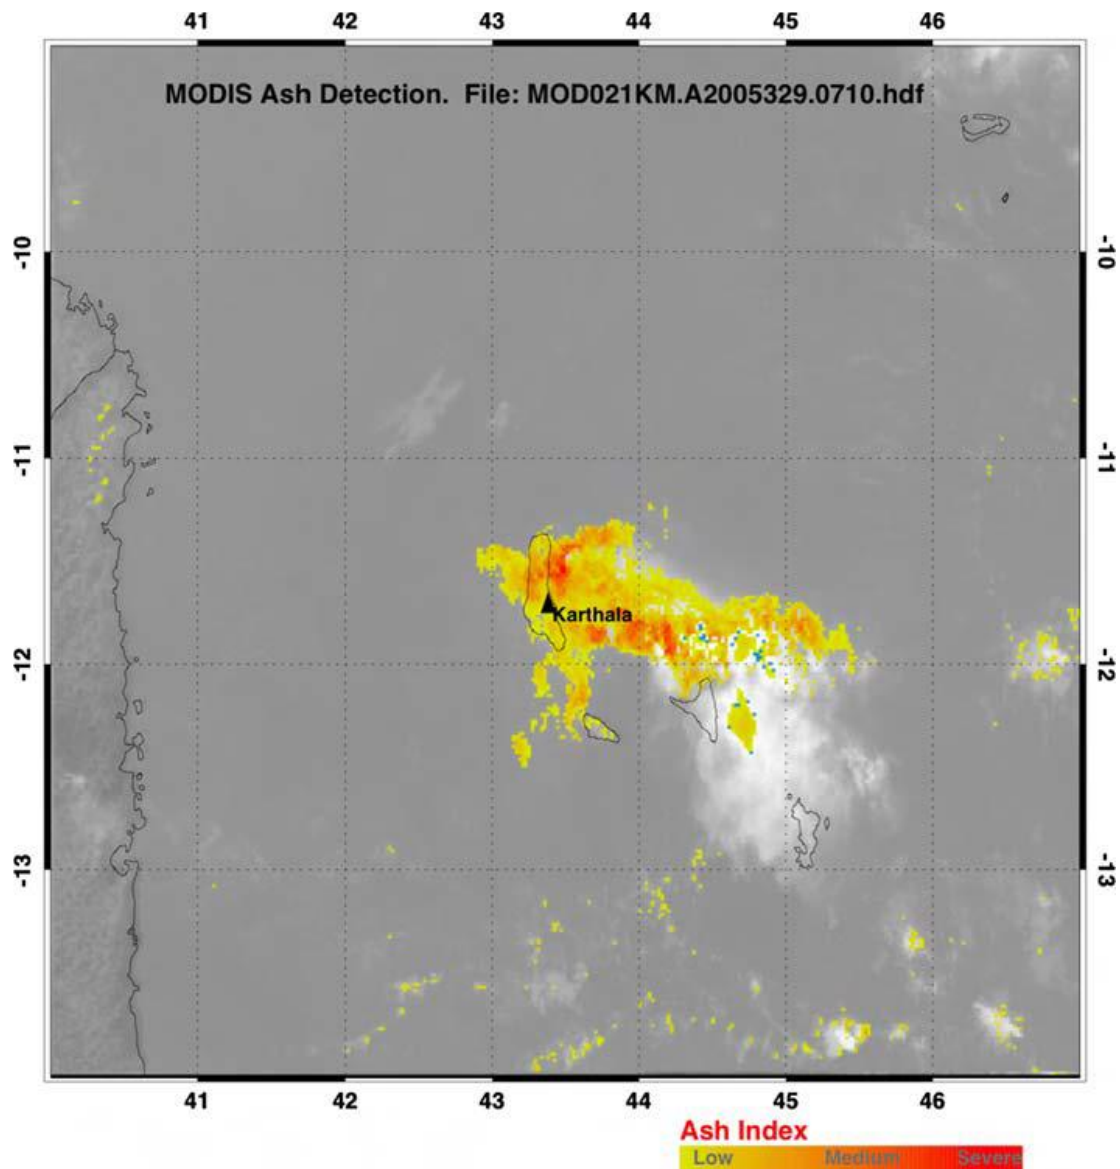 41 42 43 44 45 46
MODIS Ash Detection. File: MOD021KM.A2005329.0710.hdf
-10 -10
-11 -11
Karthala
-12 -12
-13 -13
41 42 43 44 45 46
Ash Index
Low Medium Severe